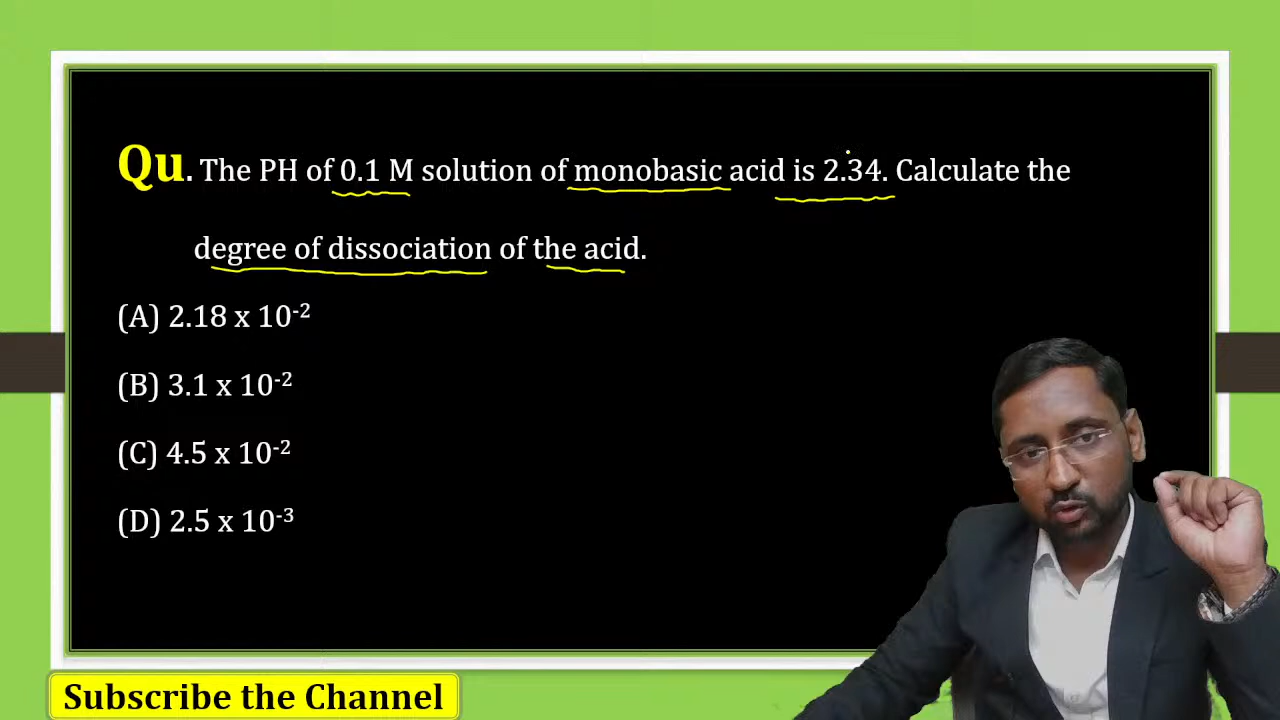 Qu. The PH of 0.1 M solution of monobasic acid is 2.34. Calculate the
degree of dissociation of the acid.
(A) 2.18 x 10⁻²
(B) 3.1 x 10⁻²
(C) 4.5 x 10⁻²
(D) 2.5 x 10⁻³
Subscribe the Channel